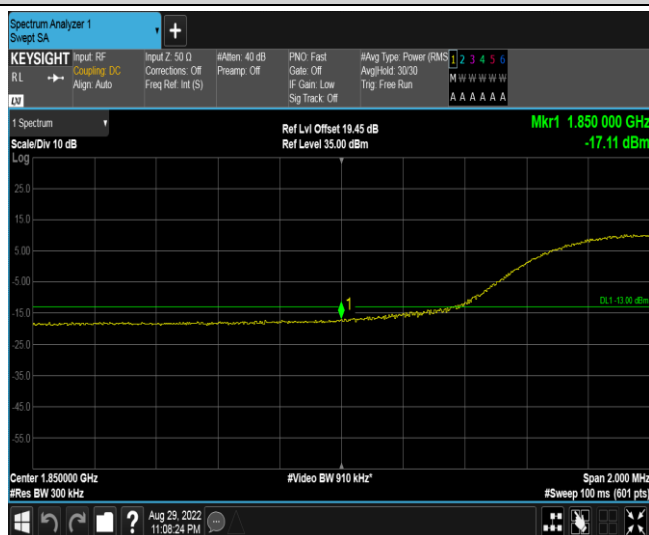 Spectrum Analyzer 1
Swept SA
+
KEYSIGHT
RL
Input: RF
Coupling: DC
Align: Auto
Input Z: 50 Ω
Corrections: Off
Freq Ref: Int (S)
#Atten: 40 dB
Preamp: Off
PNO: Fast
Gate: Off
IF Gain: Low
Sig Track: Off
#Avg Type: Power (RMS
Avg|Hold: 30/30
Trig: Free Run
1 2 3 4 5 6
M W W W W W
A A A A A A
LXI
1 Spectrum
Scale/Div 10 dB
Ref Lvl Offset 19.45 dB
Ref Level 35.00 dBm
Mkr1 1.850 000 GHz
-17.11 dBm
Log
25.0
15.0
5.00
-5.00
-15.0
-25.0
-35.0
-45.0
-55.0
1
DL1 -13.00 dBm
Center 1.85000 GHz
#Res BW 300 kHz
#Video BW 910 kHz*
Span 2.000 MHz
#Sweep 100 ms (601 pts)
?
Aug 29, 2022
11:08:24 PM